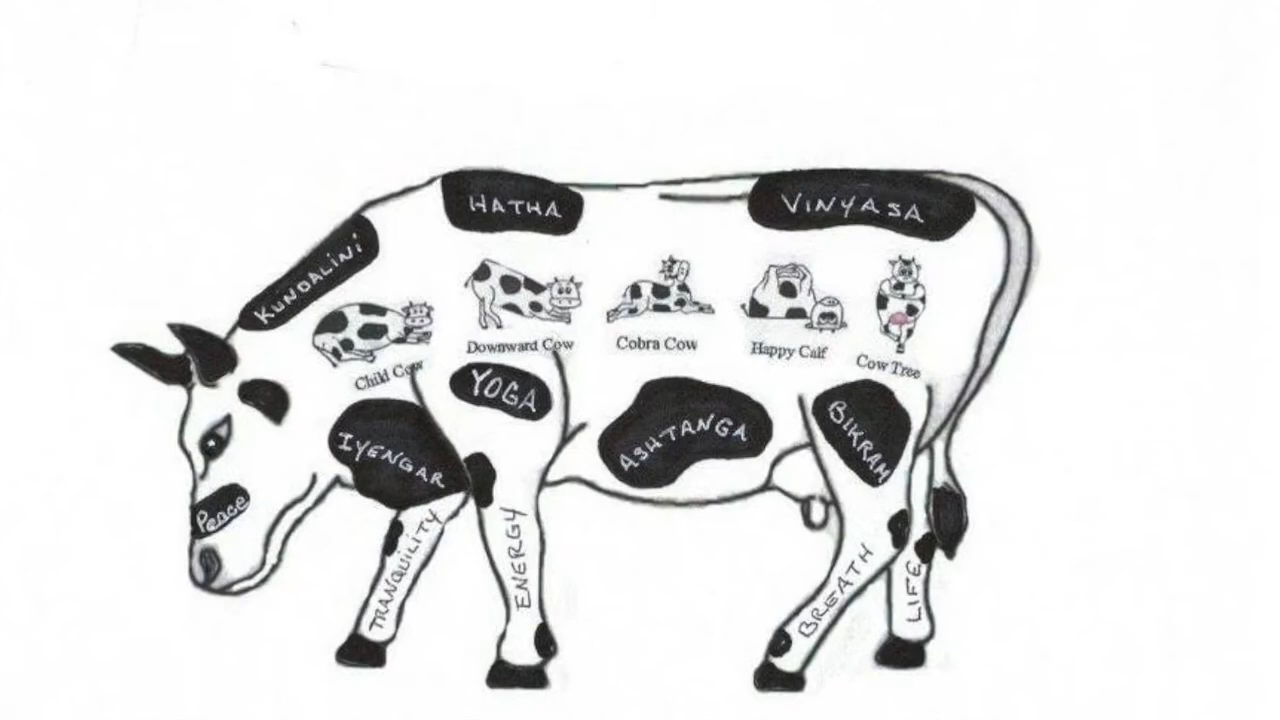 HATHA
VINYASA
KUNDALINI
Child Cow
Downward Cow
Cobra Cow
Happy Calf
Cow Tree
YOGA
IYENGAR
ASHTANGA
BIKRAM
Peace
TRANQUILITY
ENERGY
BREATH
LIFE